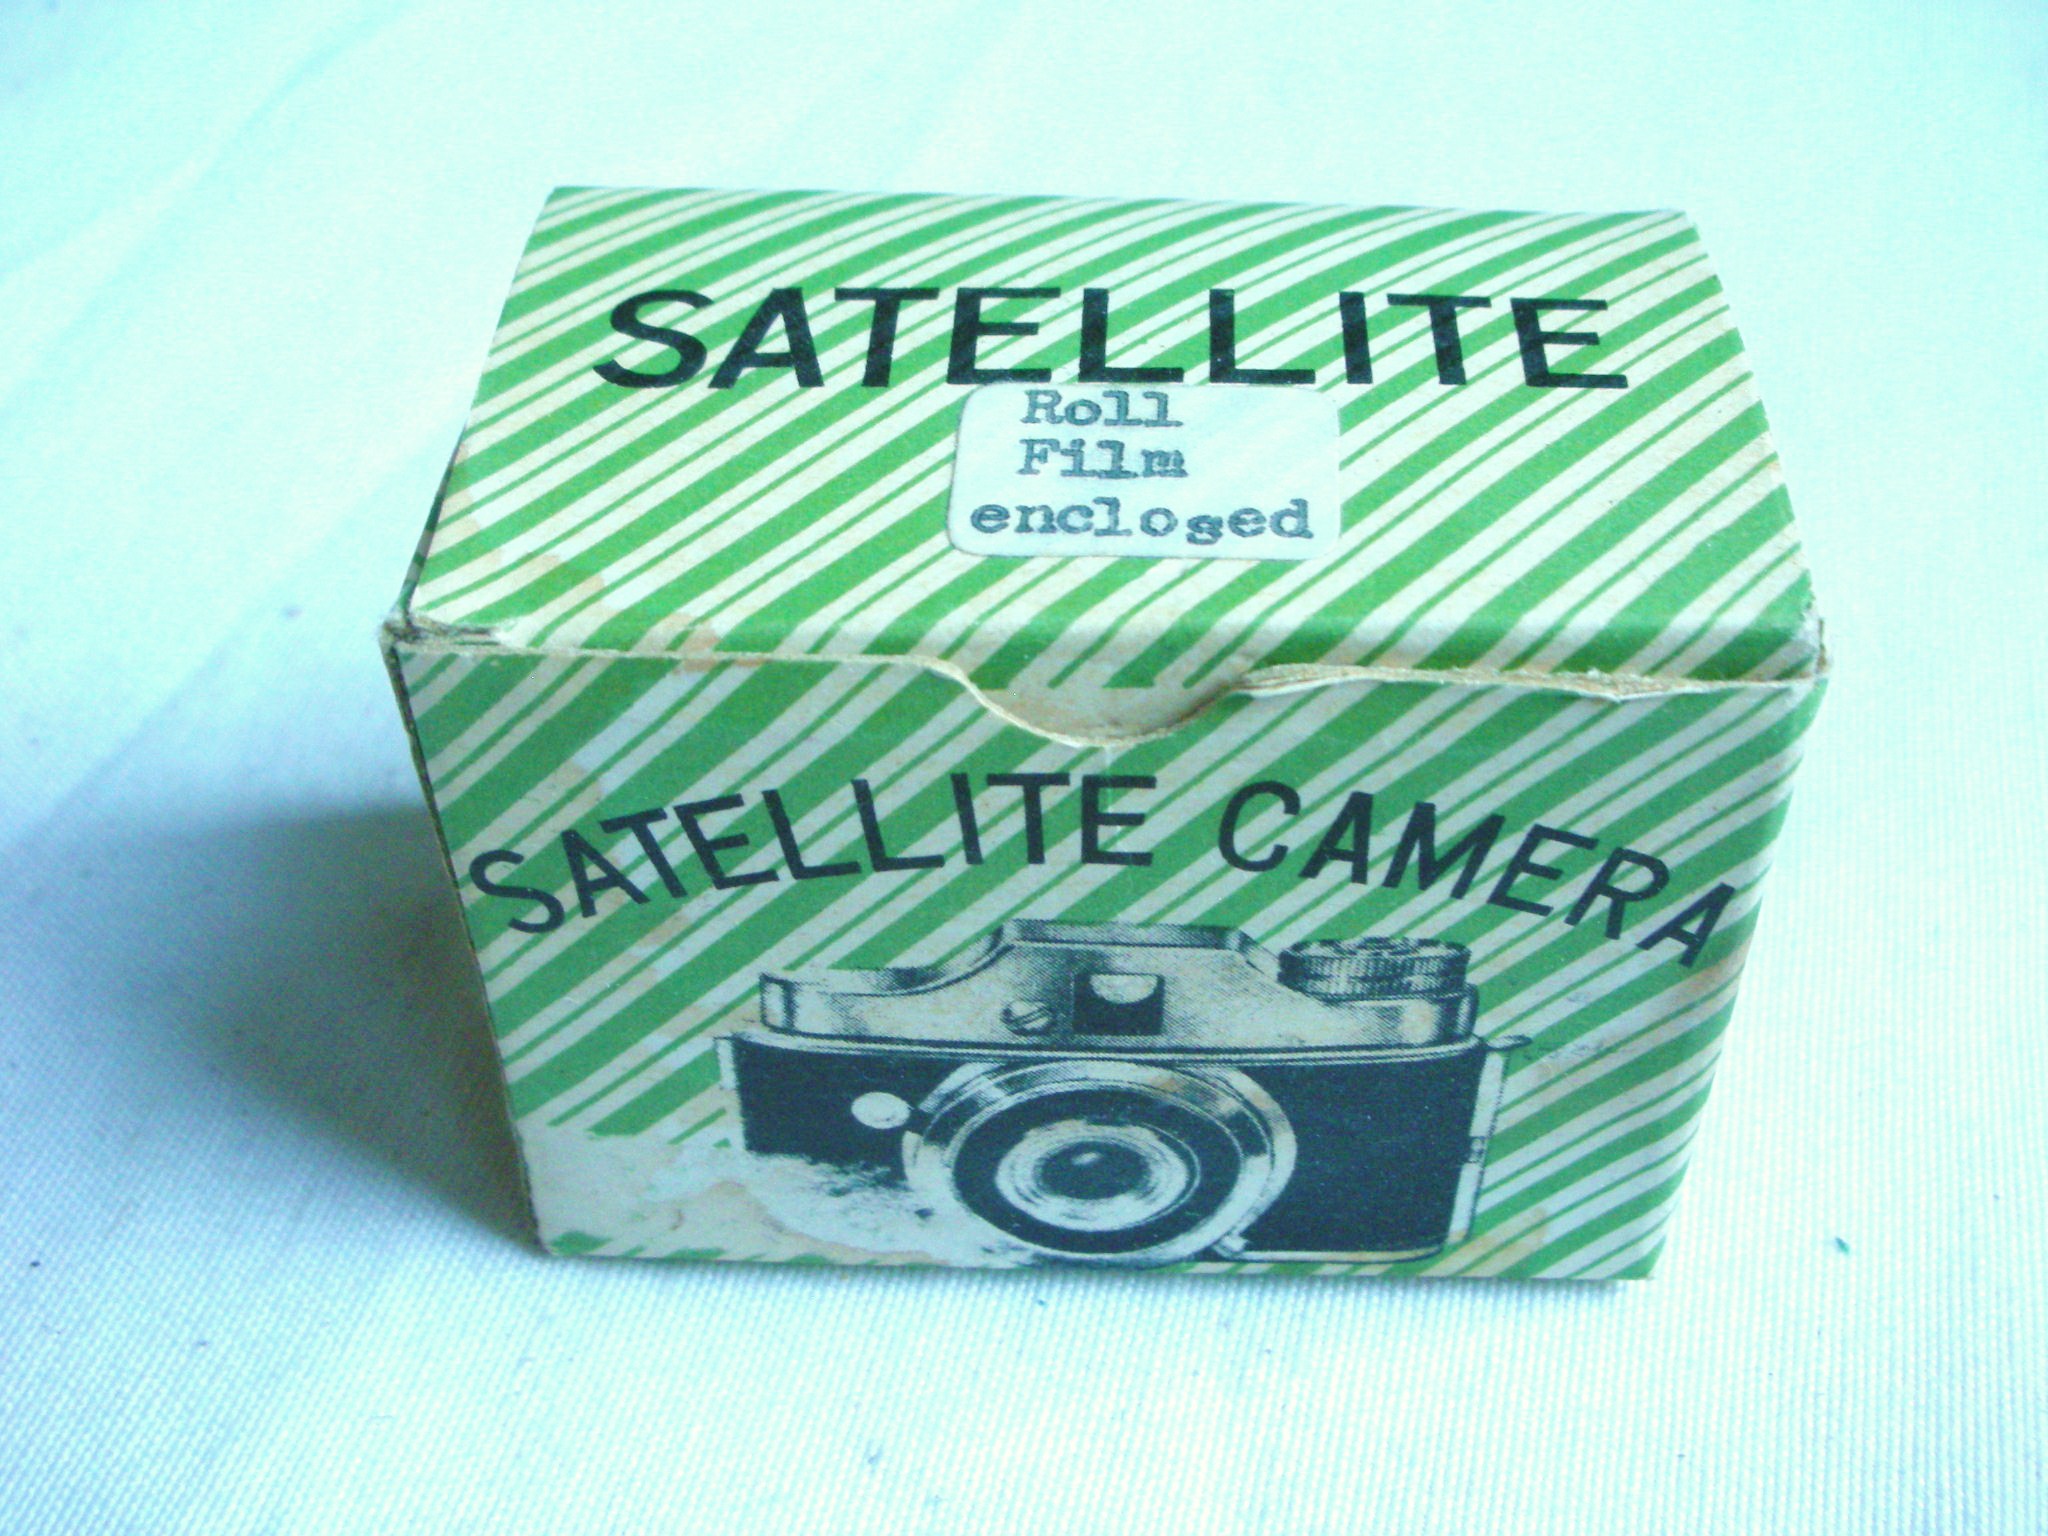 SATELLITE
Roll
Film
enclosed
SATELLITE CAMERA